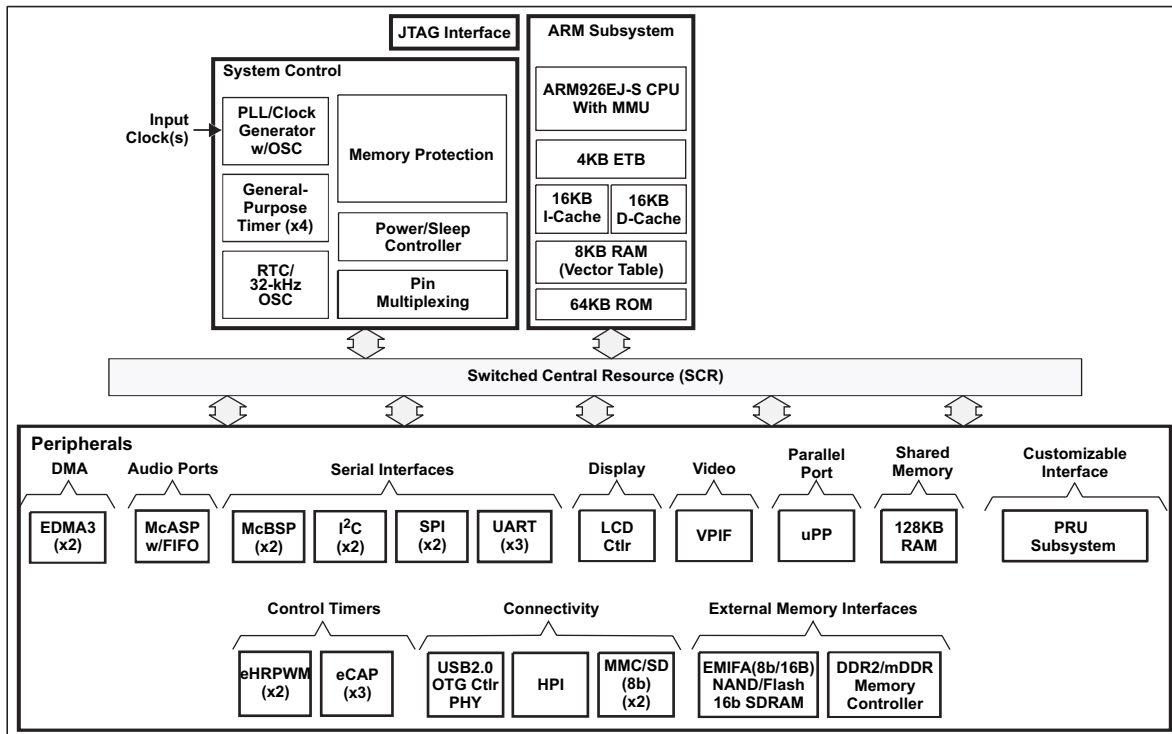 JTAG Interface
ARM Subsystem
System Control
Input
Clock(s)
PLL/Clock
Generator
w/OSC
General-
Purpose
Timer (x4)
RTC/
32-kHz
OSC
Memory Protection
Power/Sleep
Controller
Pin
Multiplexing
ARM926EJ-S CPU
With MMU
4KB ETB
16KB
I-Cache
16KB
D-Cache
8KB RAM
(Vector Table)
64KB ROM
Switched Central Resource (SCR)
Peripherals
DMA
EDMA3
(x2)
Audio Ports
McASP
w/FIFO
Serial Interfaces
McBSP
(x2)
I²C
(x2)
SPI
(x2)
UART
(x3)
Display
LCD
Ctlr
Video
VPIF
Parallel
Port
uPP
Shared
Memory
128KB
RAM
Customizable
Interface
PRU
Subsystem
Control Timers
eHRPWM
(x2)
eCAP
(x3)
Connectivity
USB2.0
OTG Ctlr
PHY
HPI
MMC/SD
(8b)
(x2)
External Memory Interfaces
EMIFA(8b/16B)
NAND/Flash
16b SDRAM
DDR2/mDDR
Memory
Controller